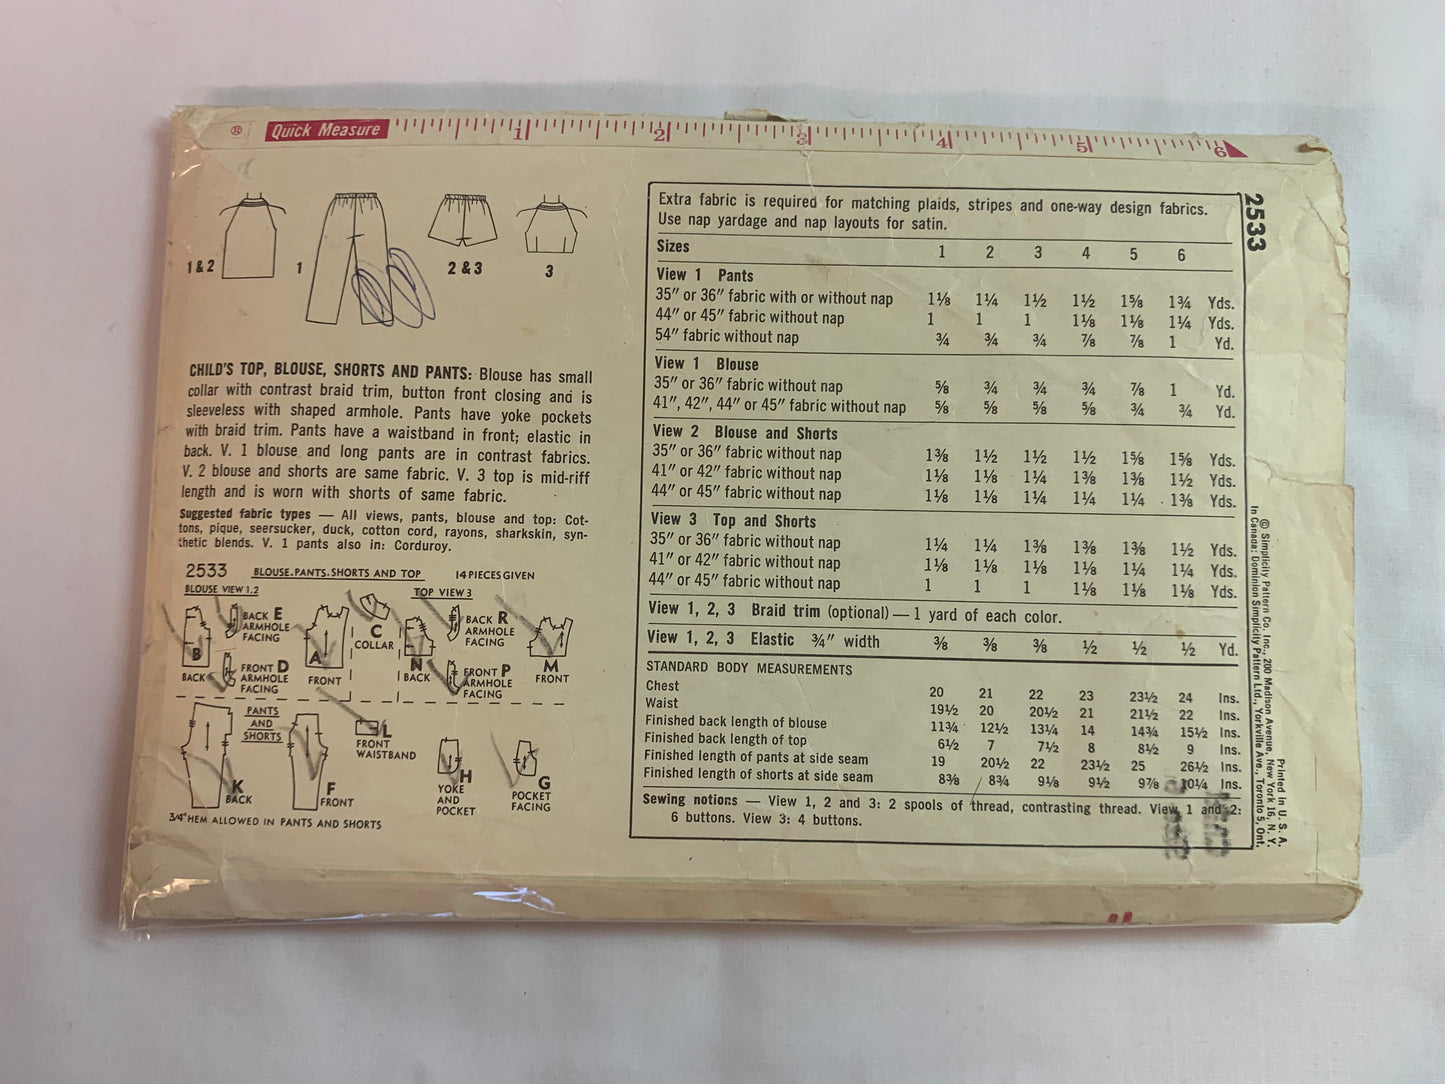 ® Quick Measure 1 2 3 4 5 6
1 & 2
1
2 & 3
3
CHILD'S TOP, BLOUSE, SHORTS AND PANTS: Blouse has small
collar with contrast braid trim, button front closing and is
sleeveless with shaped armhole. Pants have yoke pockets
with braid trim. Pants have a waistband in front; elastic in
back. V. 1 blouse and long pants are in contrast fabrics.
V. 2 blouse and shorts are same fabric. V. 3 top is mid-riff
length and is worn with shorts of same fabric.
Suggested fabric types — All views, pants, blouse and top: Cot-
tons, pique, seersucker, duck, cotton cord, rayons, sharkskin, syn-
thetic blends. V. 1 pants also in: Corduroy.
2533 BLOUSE.PANTS.SHORTS AND TOP 14 PIECES GIVEN
BLOUSE VIEW 1.2
TOP VIEW 3
B
BACK
BACK E
ARMHOLE
FACING
FRONT D
ARMHOLE
FACING
A
FRONT
C
COLLAR
N
BACK
BACK R
ARMHOLE
FACING
FRONT P
ARMHOLE
FACING
M
FRONT
PANTS
AND
SHORTS
K
BACK
F
FRONT
L
FRONT
WAISTBAND
H
YOKE
AND
POCKET
G
POCKET
FACING
3/4" HEM ALLOWED IN PANTS AND SHORTS
Extra fabric is required for matching plaids, stripes and one-way design fabrics.
Use nap yardage and nap layouts for satin.
Sizes 1 2 3 4 5 6
View 1 Pants
35" or 36" fabric with or without nap 1⅛ 1¼ 1½ 1½ 1⅝ 1¾ Yds.
44" or 45" fabric without nap 1 1 1 1⅛ 1⅛ 1¼ Yds.
54" fabric without nap ¾ ¾ ¾ ⅞ ⅞ 1 Yd.
View 1 Blouse
35" or 36" fabric without nap ⅝ ¾ ¾ ¾ ⅞ 1 Yd.
41", 42", 44" or 45" fabric without nap ⅝ ⅝ ⅝ ⅝ ¾ ¾ Yd.
View 2 Blouse and Shorts
35" or 36" fabric without nap 1⅜ 1½ 1½ 1½ 1⅝ 1⅝ Yds.
41" or 42" fabric without nap 1⅛ 1⅛ 1¼ 1⅜ 1⅜ 1½ Yds.
44" or 45" fabric without nap 1⅛ 1⅛ 1¼ 1¼ 1¼ 1⅜ Yds.
View 3 Top and Shorts
35" or 36" fabric without nap 1¼ 1¼ 1⅜ 1⅜ 1⅜ 1½ Yds.
41" or 42" fabric without nap 1⅛ 1⅛ 1⅛ 1⅛ 1¼ 1¼ Yds.
44" or 45" fabric without nap 1 1 1 1⅛ 1⅛ 1⅛ Yds.
View 1, 2, 3 Braid trim (optional) — 1 yard of each color.
View 1, 2, 3 Elastic ¾" width ⅜ ⅜ ⅜ ½ ½ ½ Yd.
STANDARD BODY MEASUREMENTS
Chest 20 21 22 23 23½ 24 Ins.
Waist 19½ 20 20½ 21 21½ 22 Ins.
Finished back length of blouse 11¾ 12½ 13¼ 14 14¾ 15½ Ins.
Finished back length of top 6½ 7 7½ 8 8½ 9 Ins.
Finished length of pants at side seam 19 20½ 22 23½ 25 26½ Ins.
Finished length of shorts at side seam 8⅜ 8¾ 9⅛ 9½ 9⅞ 10¼ Ins.
Sewing notions — View 1, 2 and 3: 2 spools of thread, contrasting thread. View 1 and 2:
6 buttons. View 3: 4 buttons.
2533
© Simplicity Pattern Co. Inc., 200 Madison Avenue, New York 16, N. Y.
In Canada: Dominion Simplicity Pattern Ltd., Yorkville Ave., Toronto 5, Ont.
Printed in U. S. A.